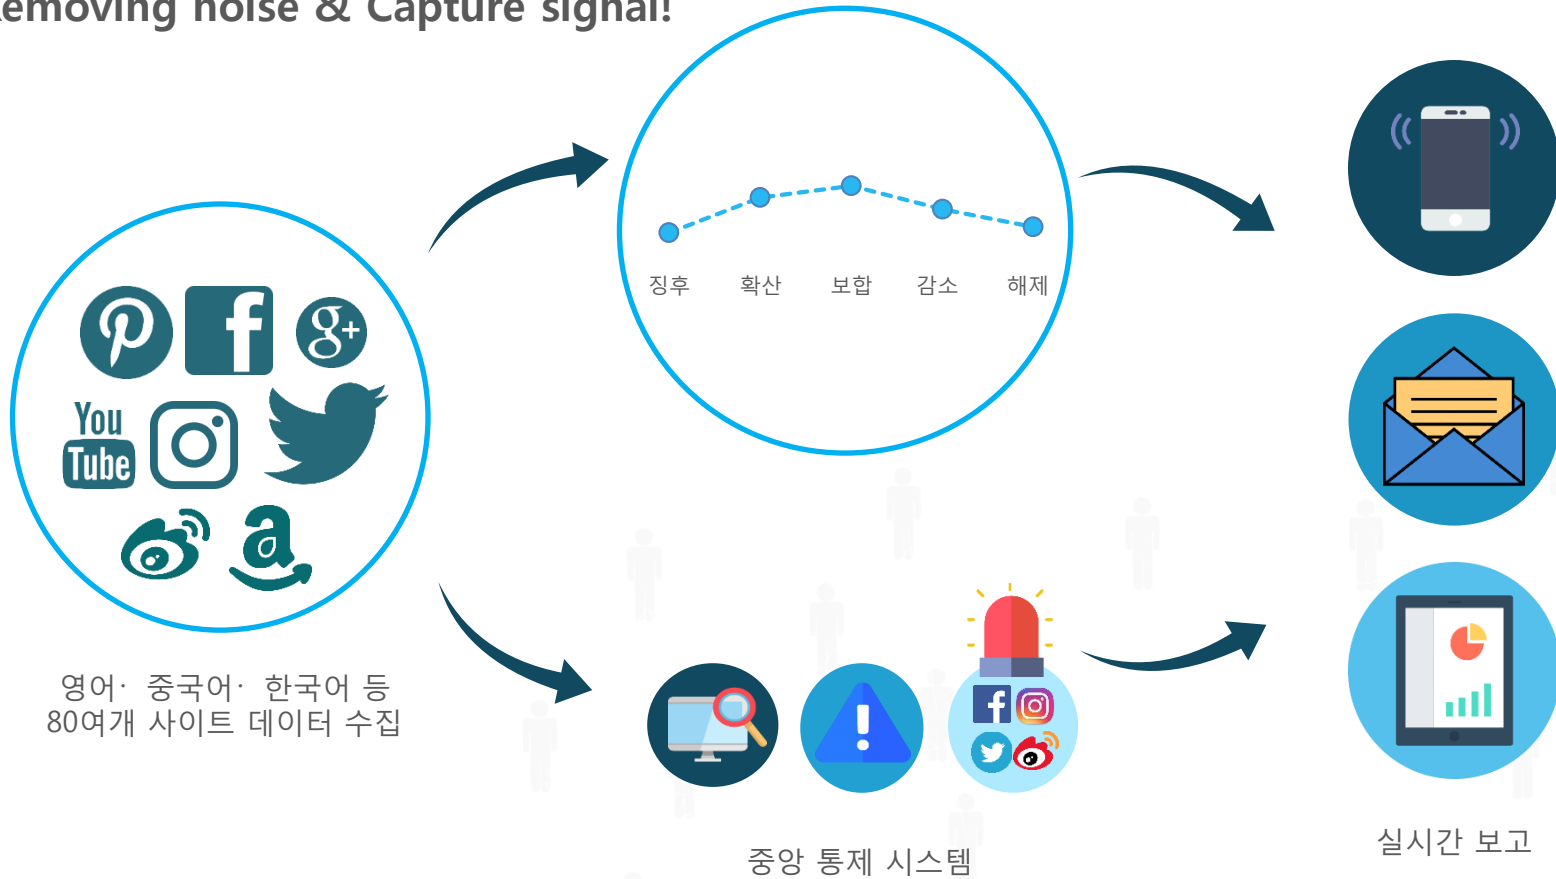 Removing noise & Capture signal!
징후 확산 보합 감소 해제
You
Tube
영어· 중국어· 한국어 등
80여개 사이트 데이터 수집
중앙 통제 시스템
실시간 보고